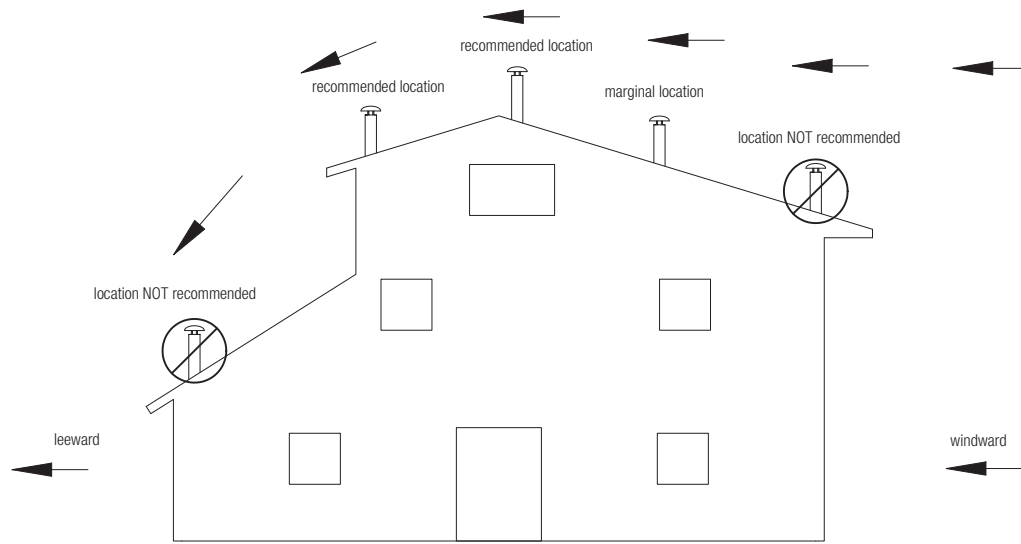 recommended location
recommended location
marginal location
location NOT recommended
location NOT recommended
leeward
windward